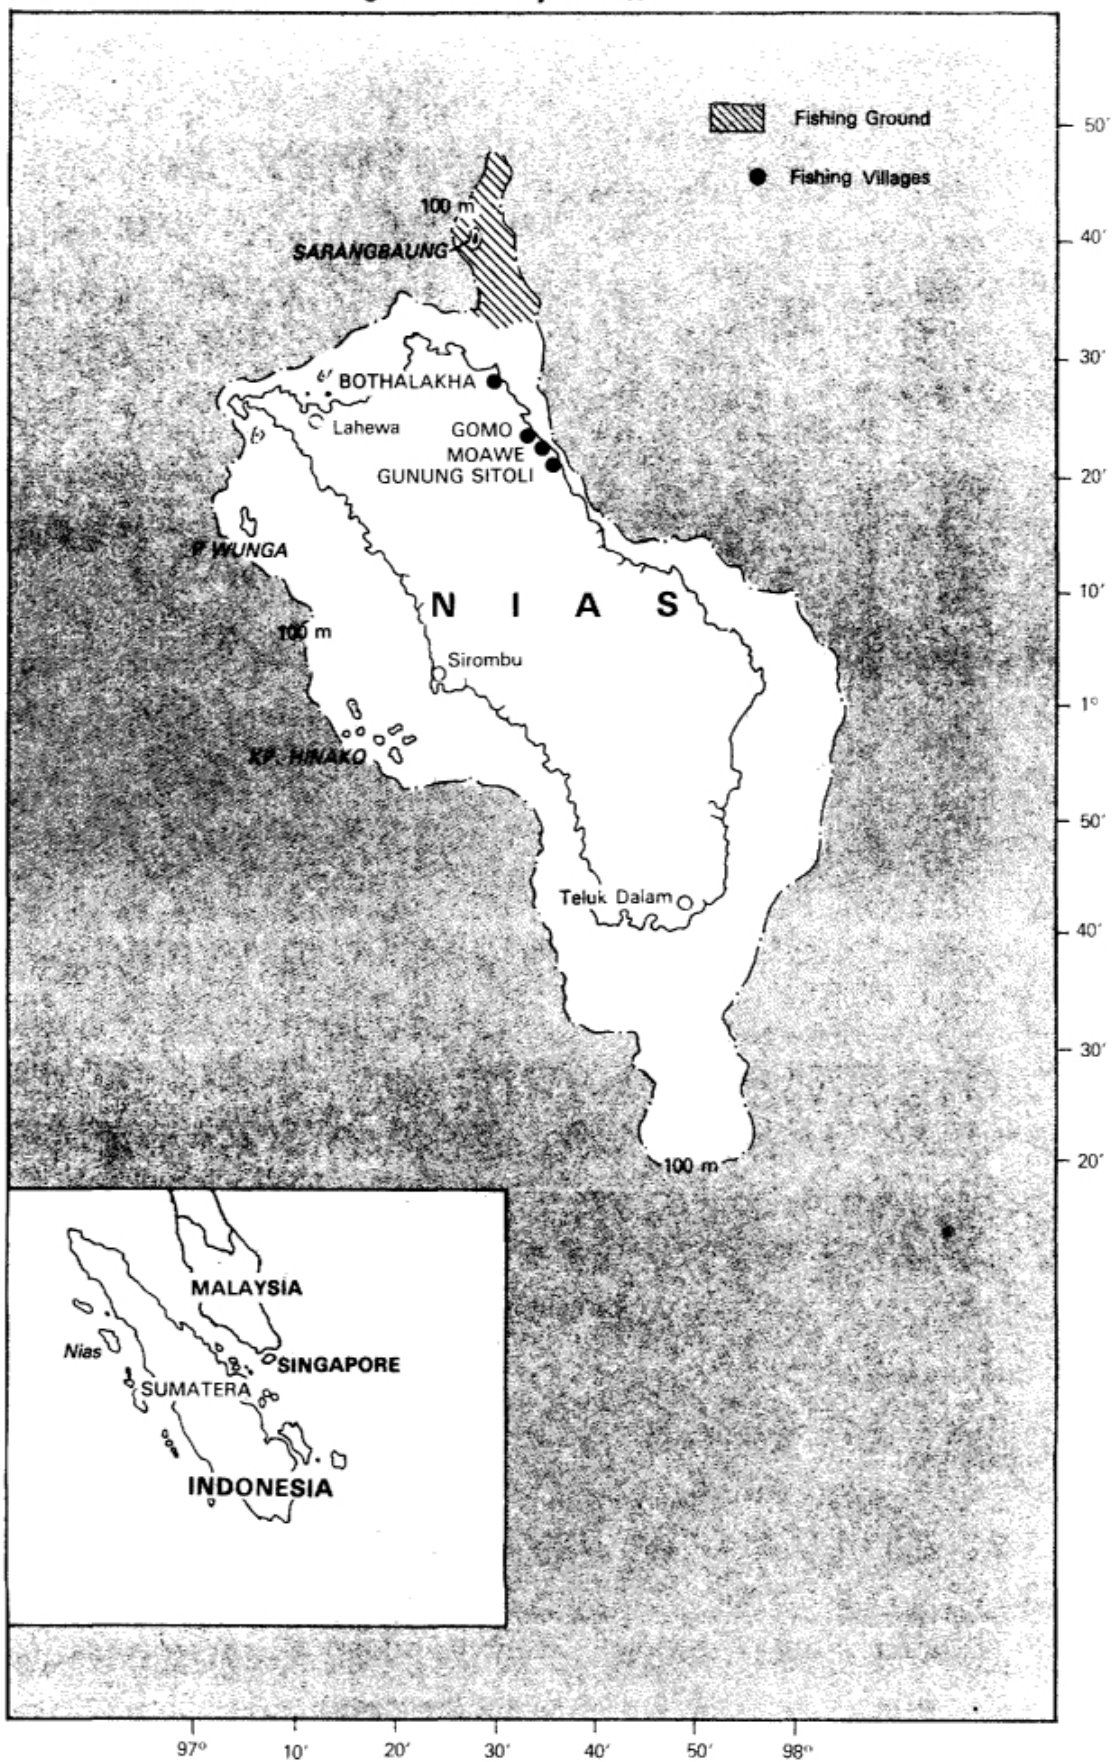 Fishing Ground
50′
Fishing Villages
100 m
40′
SARANGBAUNG
30′
BOTHALAKHA
Lahewa
GOMO
MOAWE
GUNUNG SITOLI
20′
P WUNGA
10′
N I A S
100 m
Sirombu
1°
KP. HINAKO
50′
Teluk Dalam
40′
30′
100 m
20′
MALAYSIA
Nias
SINGAPORE
SUMATERA
INDONESIA
97°
10′
20′
30′
40′
50′
98°